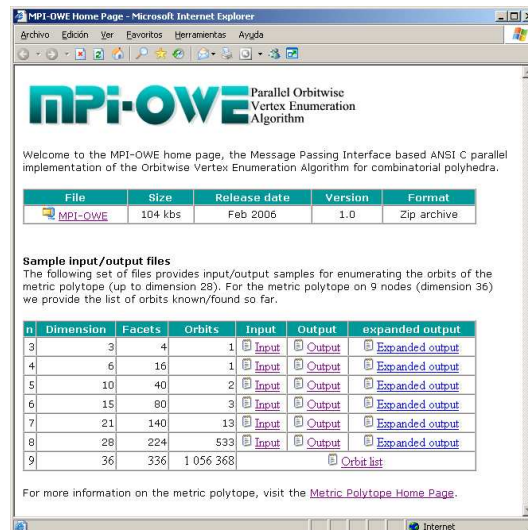 MPI-OWE Home Page - Microsoft Internet Explorer
Archivo Edición Ver Favoritos Herramientas Ayuda
MPI-OWE Parallel Orbitwise
Vertex Enumeration
Algorithm
Welcome to the MPI-OWE home page, the Message Passing Interface based ANSI C parallel
implementation of the Orbitwise Vertex Enumeration Algorithm for combinatorial polyhedra.
File Size Release date Version Format
MPI-OWE 104 kbs Feb 2006 1.0 Zip archive
Sample input/output files
The following set of files provides input/output samples for enumerating the orbits of the
metric polytope (up to dimension 28). For the metric polytope on 9 nodes (dimension 36)
we provide the list of orbits known/found so far.
n Dimension Facets Orbits Input Output expanded output
3 3 4 1 Input Output Expanded output
4 6 16 1 Input Output Expanded output
5 10 40 2 Input Output Expanded output
6 15 80 3 Input Output Expanded output
7 21 140 13 Input Output Expanded output
8 28 224 533 Input Output Expanded output
9 36 336 1 056 368 Orbit list
For more information on the metric polytope, visit the Metric Polytope Home Page.
Internet